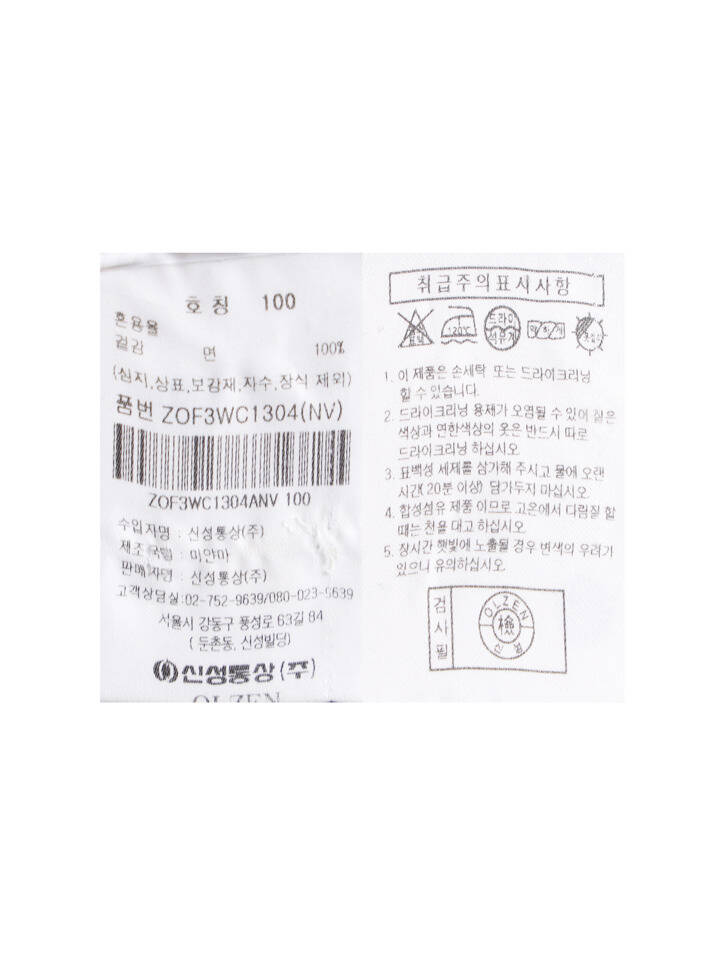 호칭 100
혼용율
겉감 면 100%
(심지,상표,보강재,자수,장식 제외)
품번 ZOF3WC1304(NV)
ZOF3WC1304ANV 100
수입자명 : 신성통상(주)
제조국명 : 미얀마
판매자명 : 신성통상(주)
고객상담실:02-752-9639/080-023-9639
서울시 강동구 풍성로 63길 84
( 둔촌동, 신성빌딩)
신성통상(주)
OLZEN
취급주의표시사항
120℃
드라이
석유계
1. 이 제품은 손세탁 또는 드라이크리닝
할 수 있습니다.
2. 드라이크리닝 용재가 오염될 수 있어 짙은
색상과 연한색상의 옷은 반드시 따로
드라이크리닝 하십시오.
3. 표백성 세제를 삼가해 주시고 물에 오랜
시간( 20분 이상) 담가두지 마십시오.
4. 합성섬유 제품 이므로 고온에서 다림질 할
때는 천을 대고 하십시오.
5. 장시간 햇빛에 노출될 경우 변색의 우려가
있으니 유의하십시오.
검사필
OLZEN
檢
신성